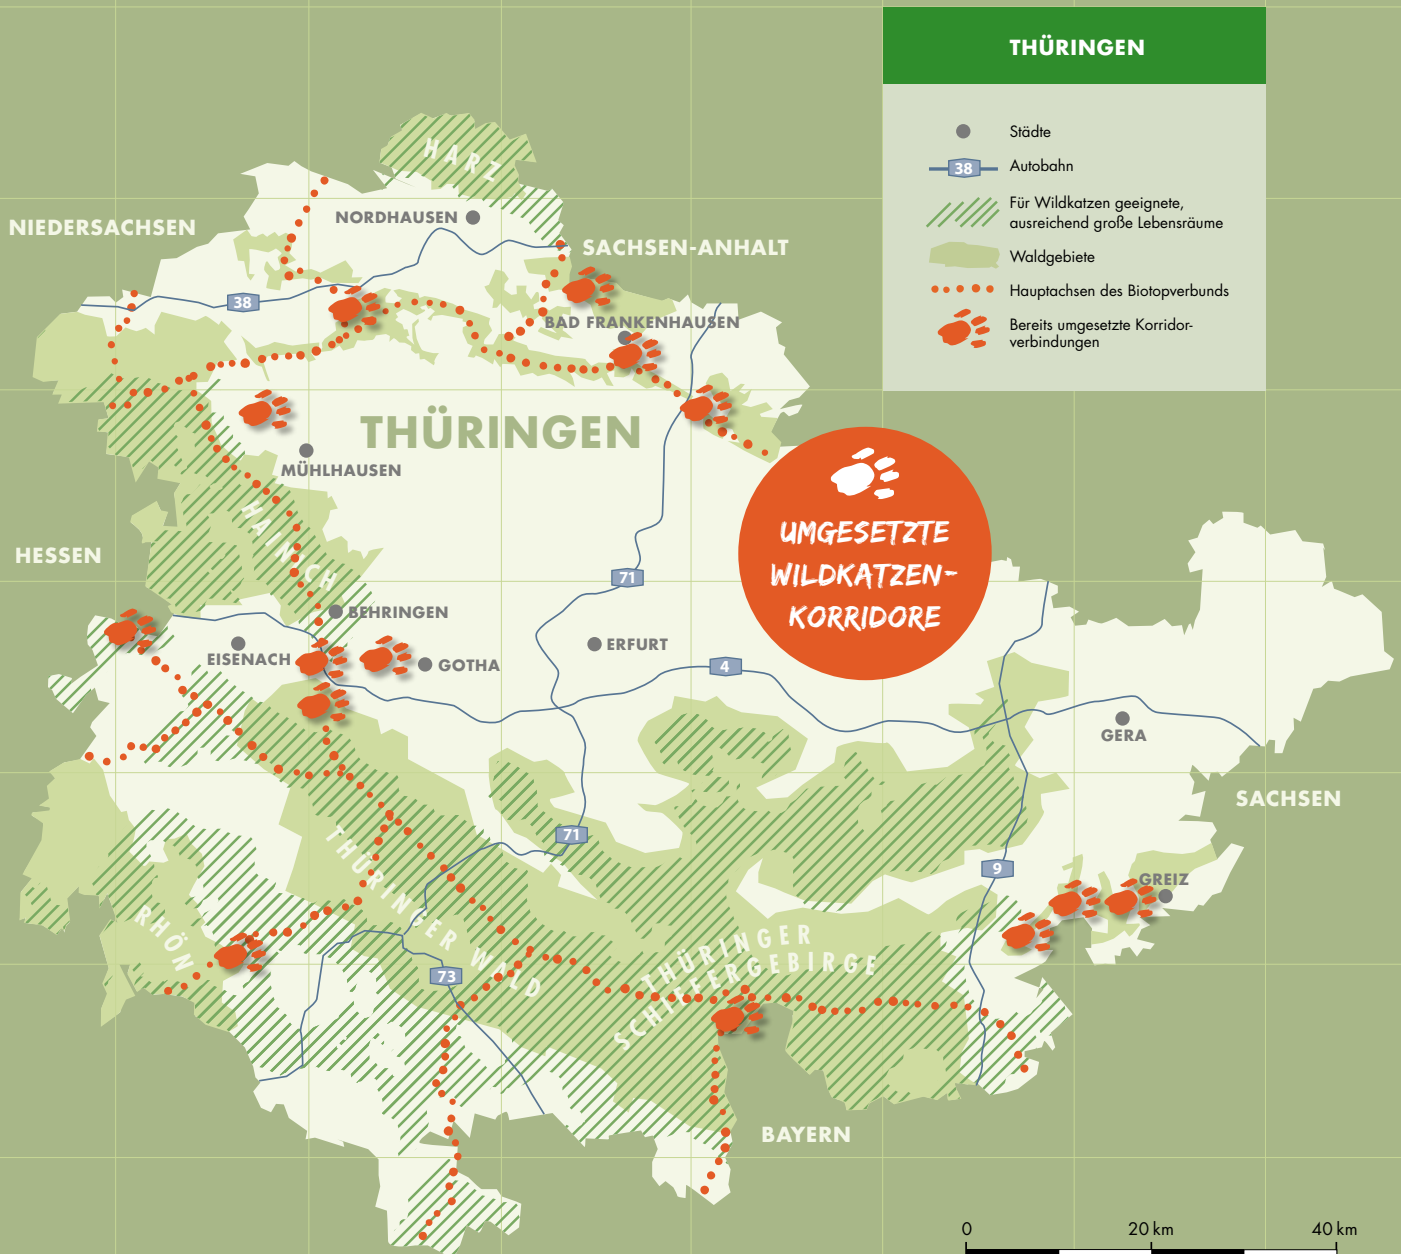 THÜRINGEN
Städte
38
Autobahn
Für Wildkatzen geeignete,
ausreichend große Lebensräume
Waldgebiete
Hauptachsen des Biotopverbunds
Bereits umgesetzte Korridor-
verbindungen
HARZ
NORDHAUSEN
NIEDERSACHSEN
SACHSEN-ANHALT
38
BAD FRANKENHAUSEN
THÜRINGEN
MÜHLHAUSEN
HAINICH
HESSEN
UMGESETZTE
WILDKATZEN-
KORRIDORE
71
BEHRINGEN
EISENACH
GOTHA
ERFURT
4
GERA
SACHSEN
71
9
GREIZ
THÜRINGER WALD
RHÖN
73
THÜRINGER
SCHIEFERGEBIRGE
BAYERN
0
20 km
40 km